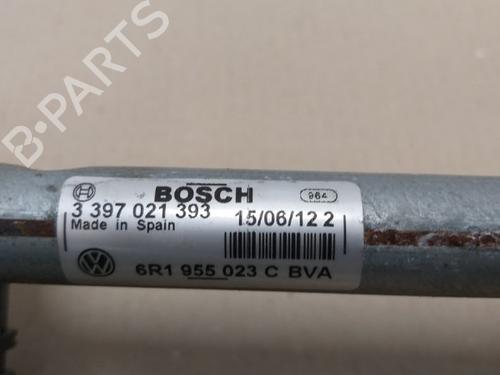 B-PARTS
BOSCH 964
3 397 021 393 15/06/12 2
Made in Spain
6R1 955 023 C BVA